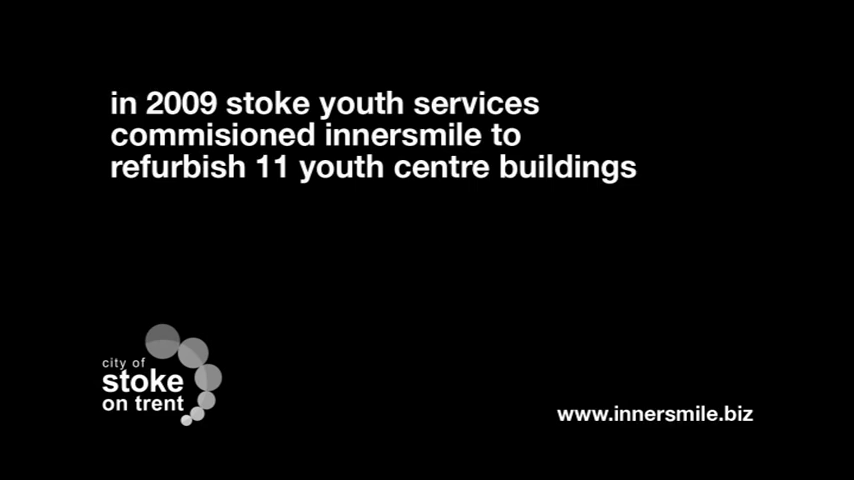 in 2009 stoke youth services
commisioned innersmile to
refurbish 11 youth centre buildings
city of
stoke
on trent
www.innersmile.biz